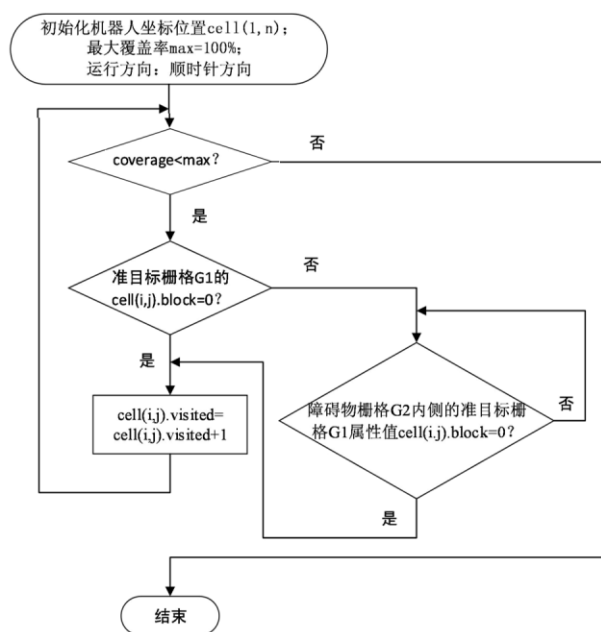 初始化机器人坐标位置cell(1,n);
最大覆盖率max=100%;
运行方向：顺时针方向
coverage<max?
否
是
准目标栅格G1的
cell(i,j).block=0?
否
是
cell(i,j).visited=
cell(i,j).visited+1
障碍物栅格G2内侧的准目标栅
格G1属性值cell(i.j).block=0?
否
是
结束